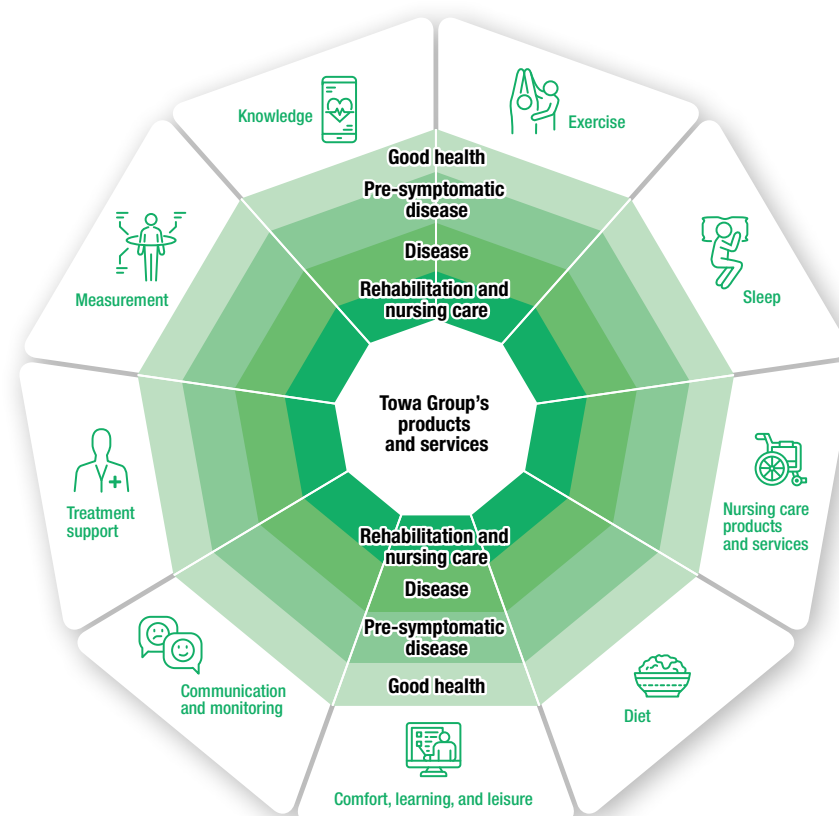 Knowledge
Exercise
Good health
Pre-symptomatic
disease
Disease
Measurement
Sleep
Rehabilitation and
nursing care
Towa Group's
products
and services
Treatment
support
Nursing care
products
and services
Rehabilitation and
nursing care
Disease
Pre-symptomatic
disease
Good health
Communication
and monitoring
Diet
Comfort, learning, and leisure